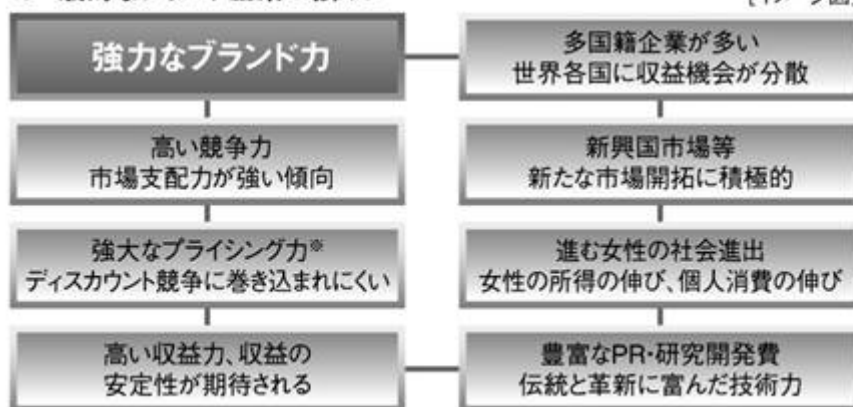 [イメージ図]
強力なブランド力
多国籍企業が多い
世界各国に収益機会が分散
高い競争力
市場支配力が強い傾向
新興国市場等
新たな市場開拓に積極的
強大なプライシング力※
ディスカウント競争に巻き込まれにくい
進む女性の社会進出
女性の所得の伸び、個人消費の伸び
高い収益力、収益の
安定性が期待される
豊富なPR・研究開発費
伝統と革新に富んだ技術力